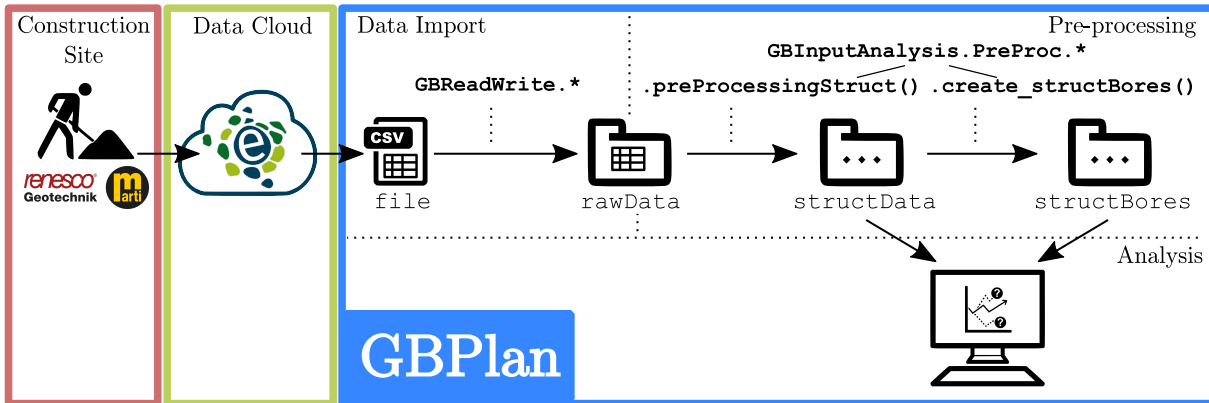 Construction
Site
Data Cloud
Data Import
Pre-processing
GBInputAnalysis.PreProc.*
GBReadWrite.*
.preProcessingStruct()
.create_structBores()
CSV
e
renesco
Geotechnik
marti
file
rawData
structData
structBores
Analysis
?
?
GBPlan